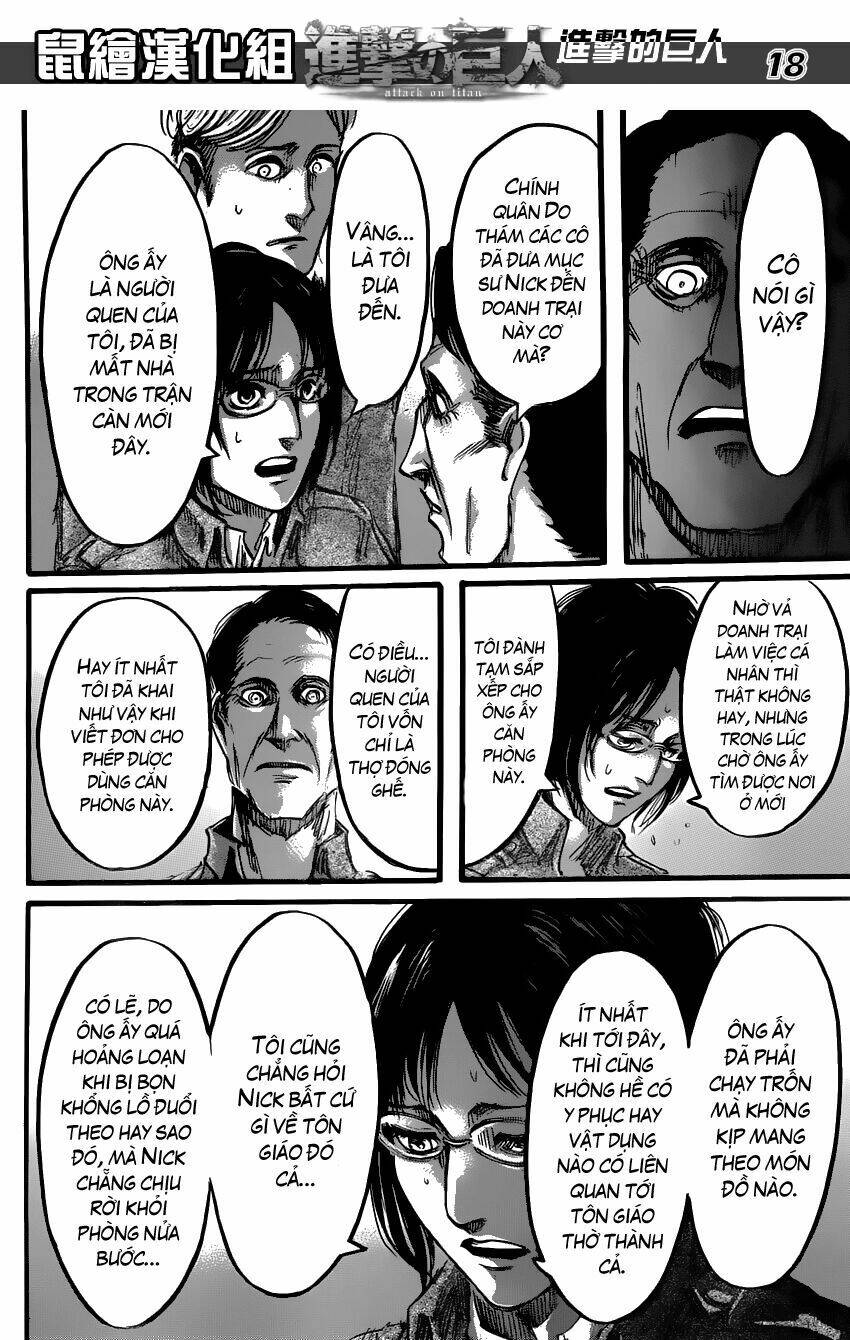 鼠繪漢化組
進撃の巨人
attack on titan
進擊的巨人
18
CÔ
NÓI GÌ
VẬY?
CHÍNH
QUÂN DO
THÁM CÁC CÔ
ĐÃ ĐƯA MỤC
SƯ NICK ĐẾN
DOANH TRẠI
NÀY CƠ
MÀ?
VÂNG...
LÀ TÔI
ĐƯA
ĐẾN.
ÔNG ẤY
LÀ NGƯỜI
QUEN CỦA
TÔI, ĐÃ BỊ
MẤT NHÀ
TRONG TRẬN
CÀN MỚI
ĐÂY.
NHỜ VẢ
DOANH TRẠI
LÀM VIỆC CÁ
NHÂN THÌ
THẬT KHÔNG
HAY, NHƯNG
TRONG LÚC
CHỜ ÔNG ẤY
TÌM ĐƯỢC NƠI
Ở MỚI
TÔI ĐÀNH
TẠM SẮP
XẾP CHO
ÔNG ẤY
CĂN
PHÒNG
NÀY.
CÓ ĐIỀU...
NGƯỜI
QUEN CỦA
TÔI VỐN
CHỈ LÀ
THỢ ĐÓNG
GHẾ.
HAY ÍT NHẤT
TÔI ĐÃ KHAI
NHƯ VẬY KHI
VIẾT ĐƠN CHO
PHÉP ĐƯỢC
DÙNG CĂN
PHÒNG NÀY.
ÔNG ẤY
ĐÃ PHẢI
CHẠY TRỐN
MÀ KHÔNG
KỊP MANG
THEO MÓN
ĐỒ NÀO.
ÍT NHẤT
KHI TỚI ĐÂY,
THÌ CŨNG
KHÔNG HỀ CÓ
Y PHỤC HAY
VẬT DỤNG
NÀO CÓ LIÊN
QUAN TỚI
TÔN GIÁO
THỜ THÀNH
CẢ.
TÔI CŨNG
CHẲNG HỎI
NICK BẤT CỨ
GÌ VỀ TÔN
GIÁO ĐÓ
CẢ...
CÓ LẼ, DO
ÔNG ẤY QUÁ
HOẢNG LOẠN
KHI BỊ BỌN
KHỔNG LỒ ĐUỔI
THEO HAY SAO
ĐÓ, MÀ NICK
CHẲNG CHỊU
RỜI KHỎI
PHÒNG NỬA
BƯỚC...